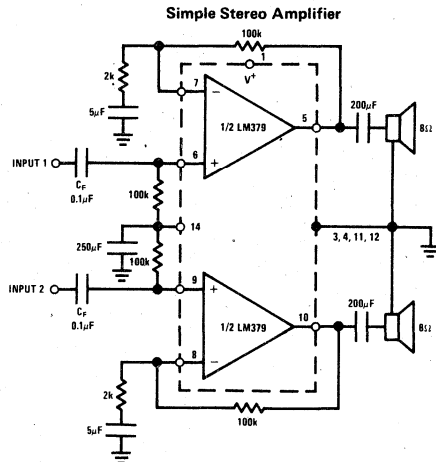 Simple Stereo Amplifier
100k
1
V+
2k
7
−
5µF
1/2 LM379
5
200µF
8Ω
INPUT 1
6
+
CF
0.1µF
100k
14
3, 4, 11, 12
250µF
100k
INPUT 2
9
+
CF
0.1µF
1/2 LM379
10
200µF
8Ω
8
−
2k
100k
5µF